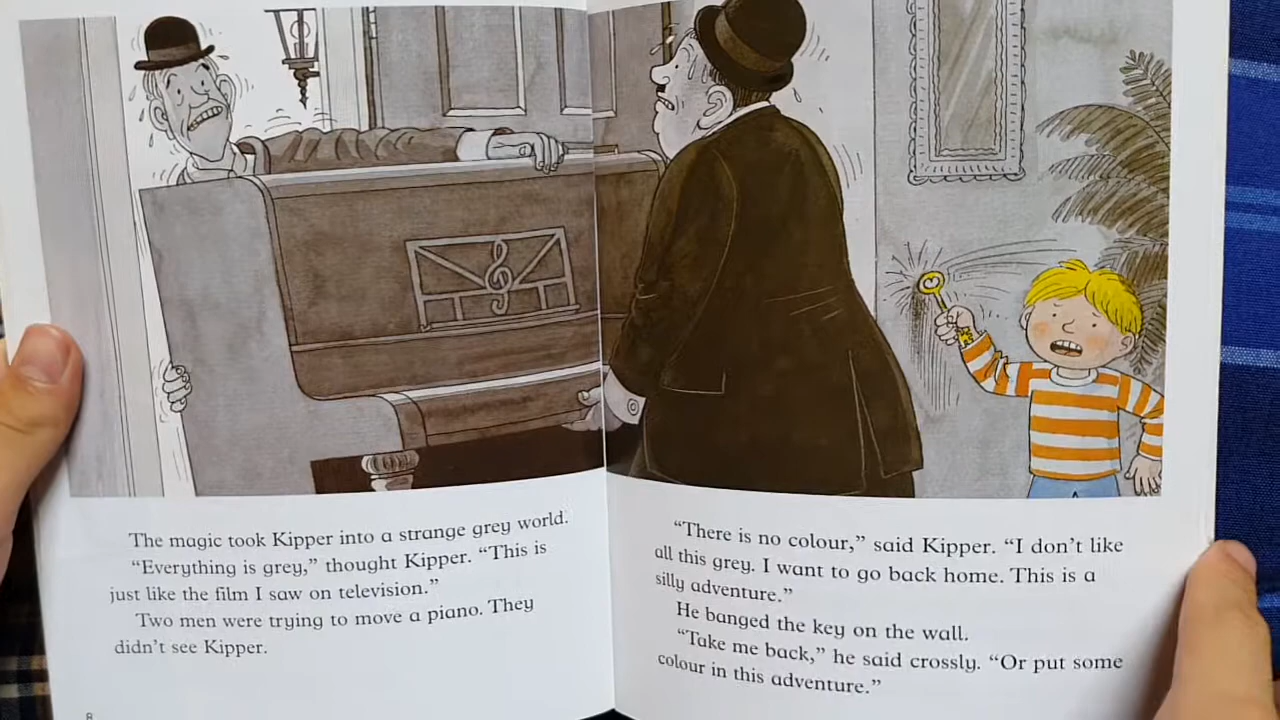 The magic took Kipper into a strange grey world.
"Everything is grey," thought Kipper. "This is
just like the film I saw on television."
Two men were trying to move a piano. They
didn't see Kipper.
8
"There is no colour," said Kipper. "I don't like
all this grey. I want to go back home. This is a
silly adventure."
He banged the key on the wall.
"Take me back," he said crossly. "Or put some
colour in this adventure."